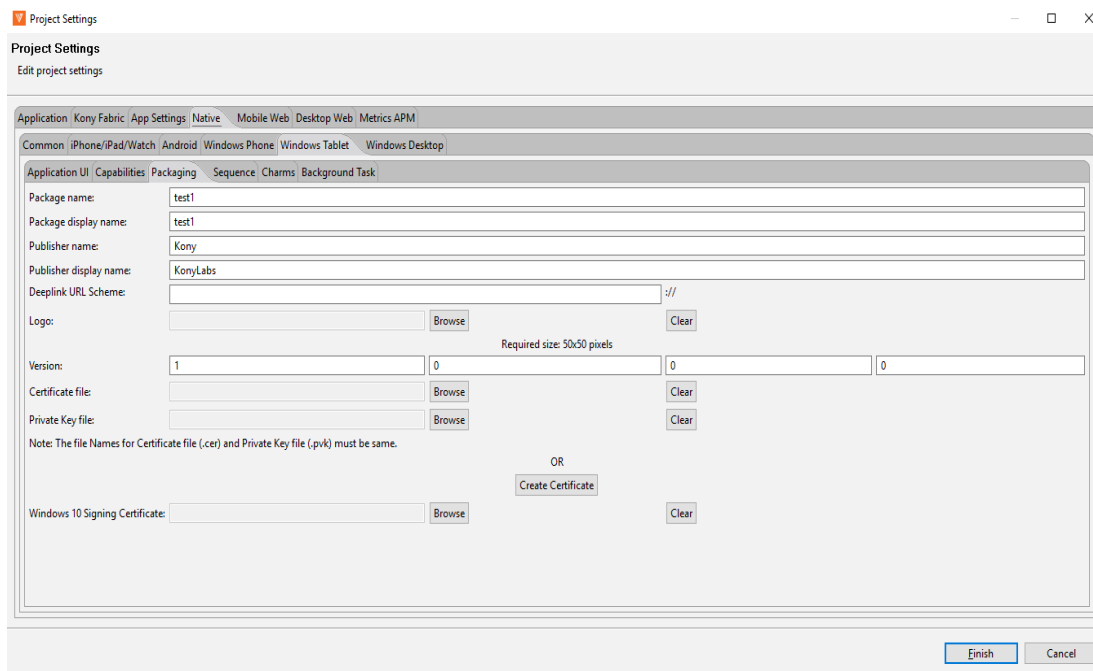 Project Settings
Project Settings
Edit project settings
Application Kony Fabric App Settings Native Mobile Web Desktop Web Metrics APM
Common iPhone/iPad/Watch Android Windows Phone Windows Tablet Windows Desktop
Application UI Capabilities Packaging Sequence Charms Background Task
Package name: test1
Package display name: test1
Publisher name: Kony
Publisher display name: KonyLabs
Deeplink URL Scheme: ://
Logo: Browse Clear
Required size: 50x50 pixels
Version: 1 0 0 0
Certificate file: Browse Clear
Private Key file: Browse Clear
Note: The file Names for Certificate file (.cer) and Private Key file (.pvk) must be same.
OR
Create Certificate
Windows 10 Signing Certificate: Browse Clear
Finish Cancel